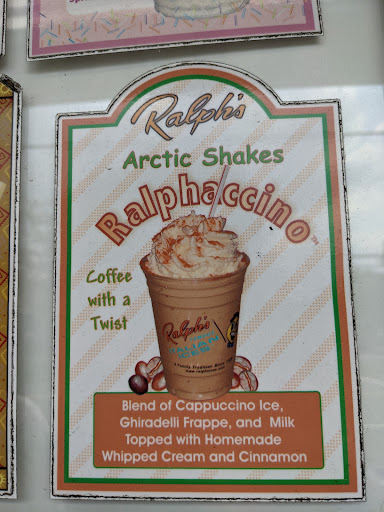 Ralph's
Arctic Shakes
Ralphaccino™
Coffee
with a
Twist
Ralph's
Blend of Cappuccino Ice,
Ghiradelli Frappe, and Milk
Topped with Homemade
Whipped Cream and Cinnamon